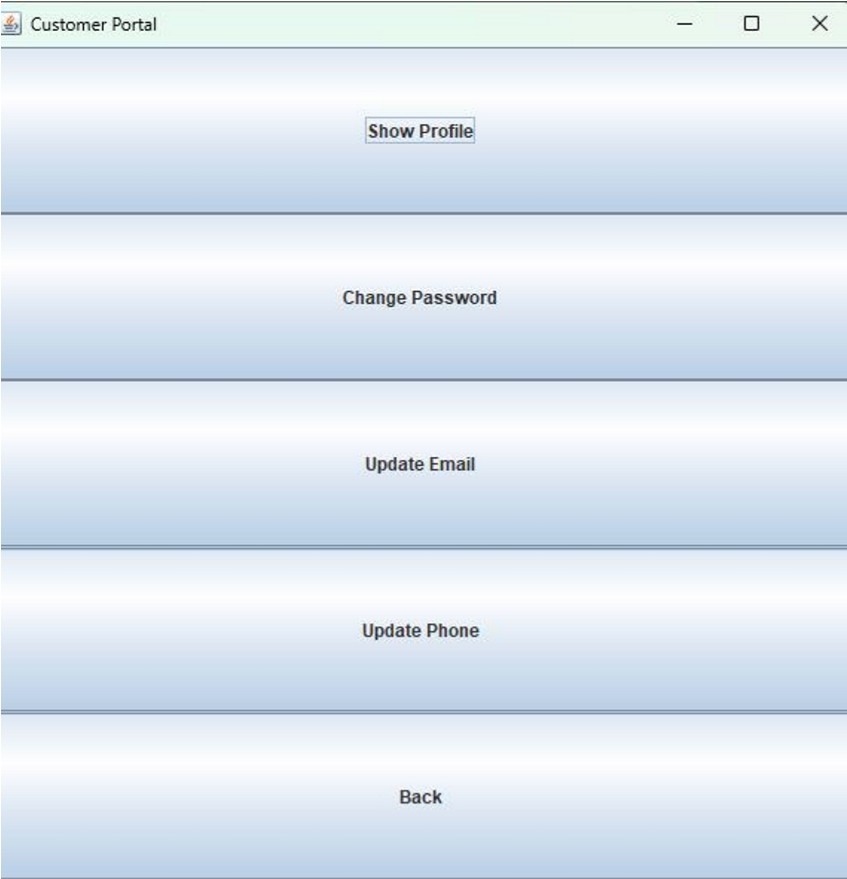 Customer Portal
Show Profile
Change Password
Update Email
Update Phone
Back